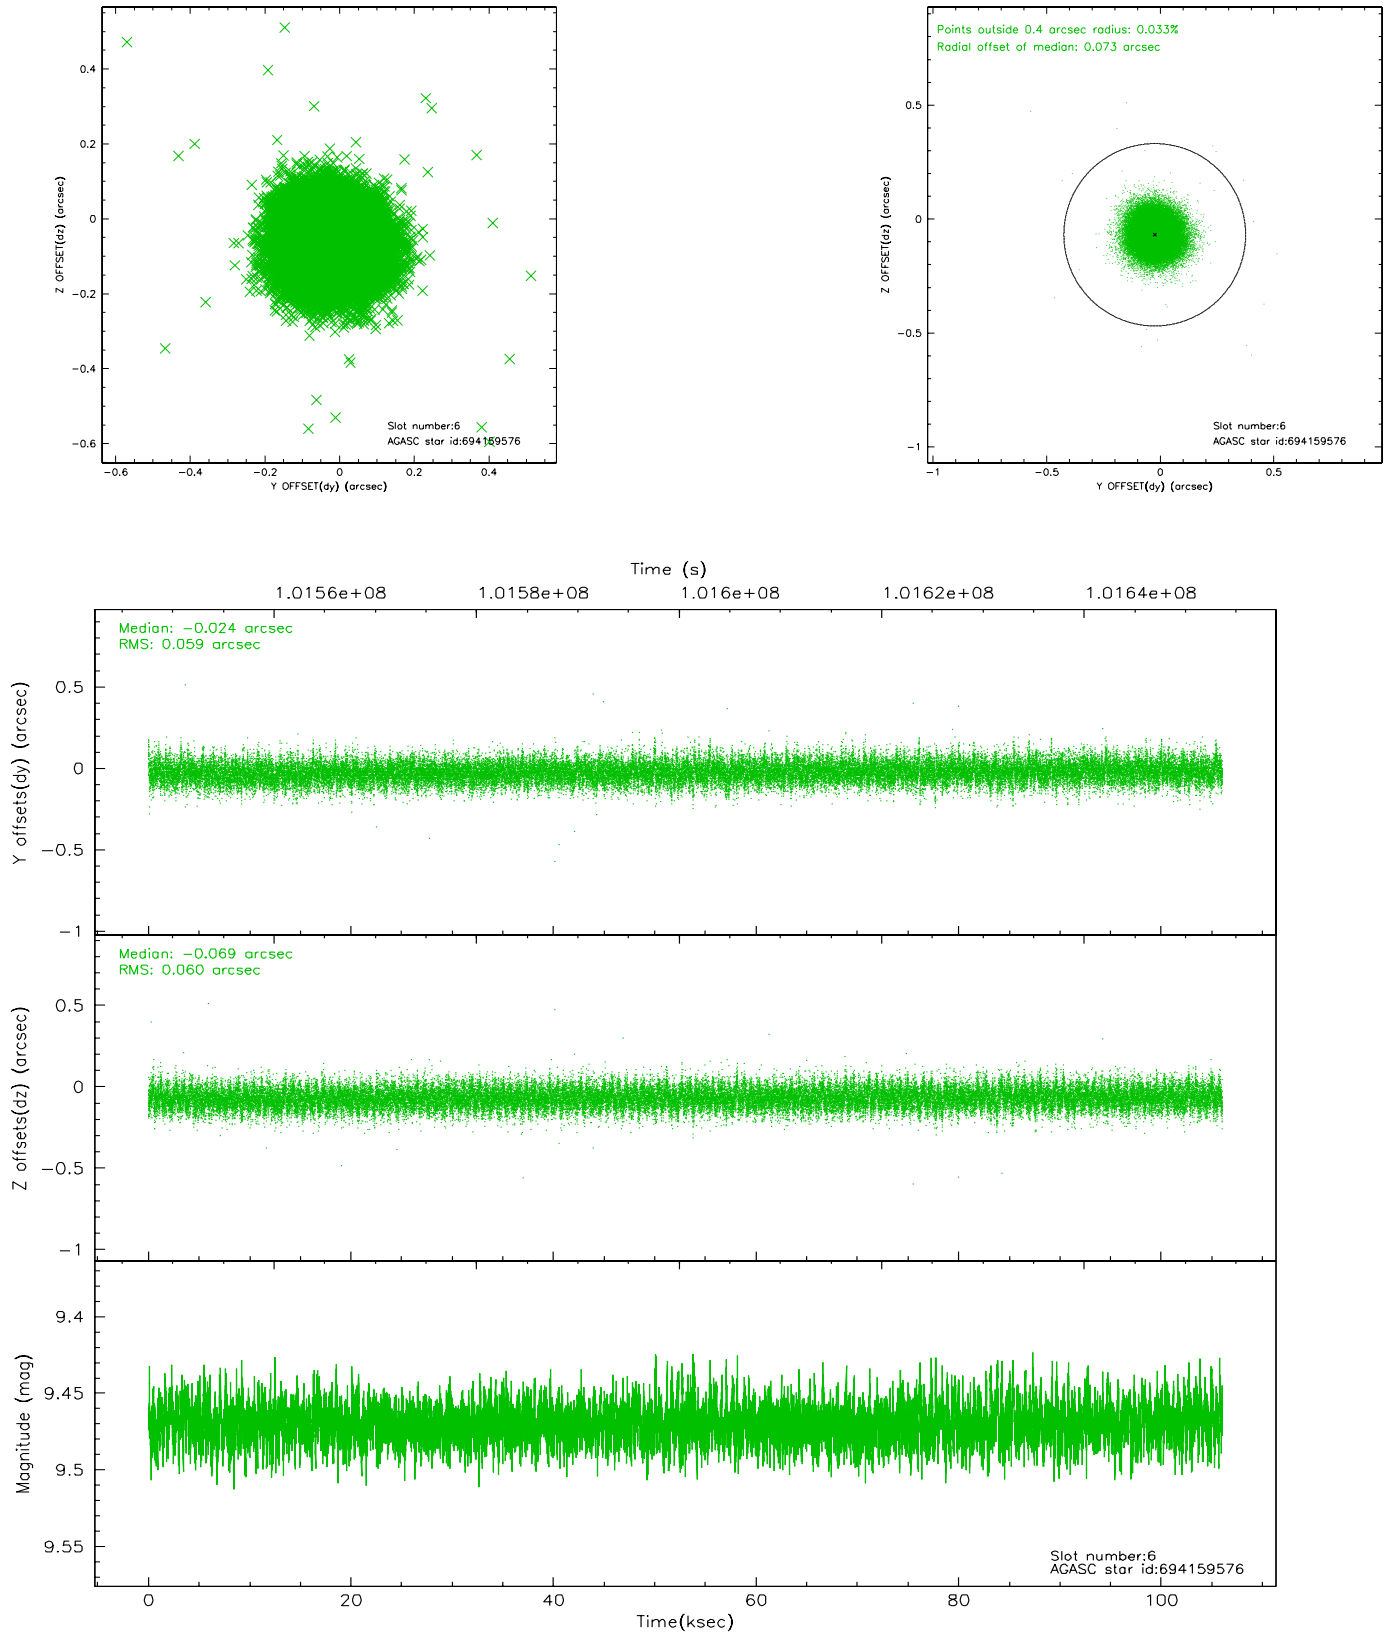 0.4
0.2
0
−0.2
−0.4
−0.6
Z OFFSET(dz) (arcsec)
Slot number:6
AGASC star id:694159576
−0.6
−0.4
−0.2
0
0.2
0.4
Y OFFSET(dy) (arcsec)
Points outside 0.4 arcsec radius: 0.033%
Radial offset of median: 0.073 arcsec
0.5
0
−0.5
−1
Z OFFSET(dz) (arcsec)
Slot number:6
AGASC star id:694159576
−1
−0.5
0
0.5
Y OFFSET(dy) (arcsec)
Time (s)
1.0156e+08
1.0158e+08
1.016e+08
1.0162e+08
1.0164e+08
Median: −0.024 arcsec
RMS: 0.059 arcsec
0.5
0
−0.5
−1
Y offsets(dy) (arcsec)
Median: −0.069 arcsec
RMS: 0.060 arcsec
0.5
0
−0.5
−1
Z offsets(dz) (arcsec)
9.4
9.45
9.5
9.55
Magnitude (mag)
Slot number:6
AGASC star id:694159576
0
20
40
60
80
100
Time(ksec)